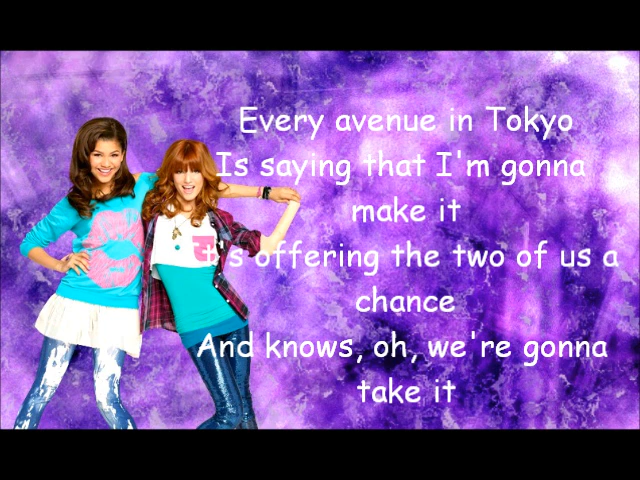 Every avenue in Tokyo
Is saying that I'm gonna
make it
t's offering the two of us a
chance
And knows, oh, we're gonna
take it